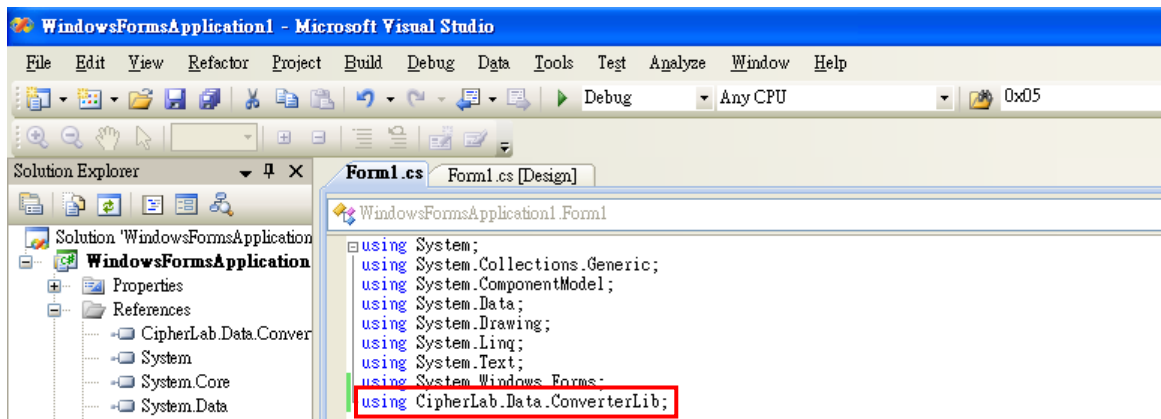 WindowsFormsApplication1 - Microsoft Visual Studio
File Edit View Refactor Project Build Debug Data Tools Test Analyze Window Help
Debug Any CPU 0x05
Solution Explorer
Form1.cs Form1.cs [Design]
WindowsFormsApplication1.Form1
Solution 'WindowsFormsApplication
WindowsFormsApplication
Properties
References
CipherLab.Data.Conver
System
System.Core
System.Data
using System;
using System.Collections.Generic;
using System.ComponentModel;
using System.Data;
using System.Drawing;
using System.Linq;
using System.Text;
using System.Windows.Forms;
using CipherLab.Data.ConverterLib;